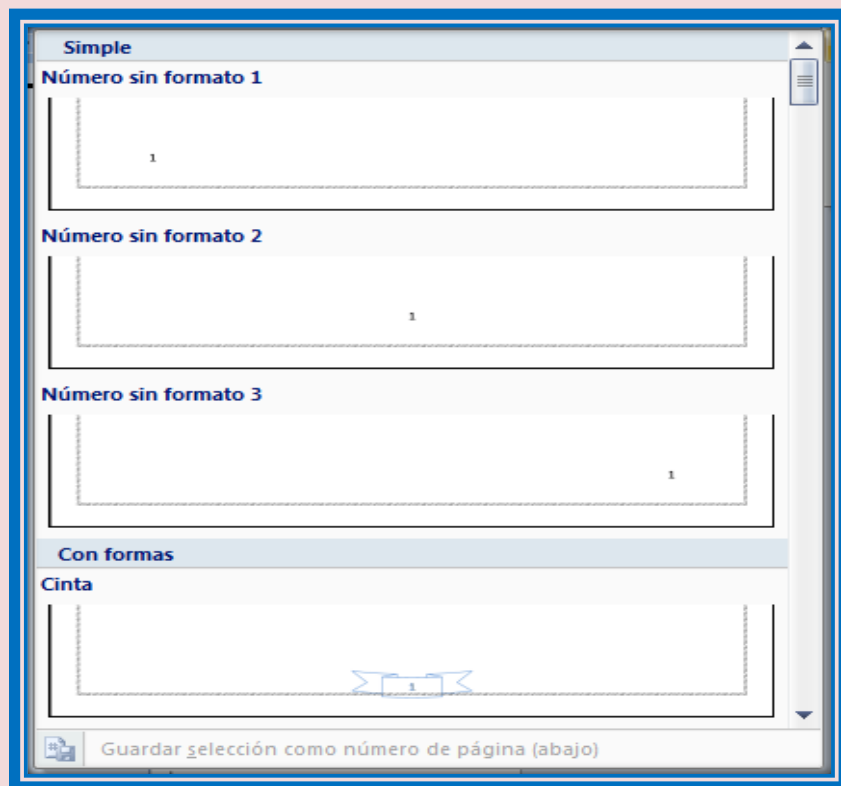 Simple
Número sin formato 1
1
Número sin formato 2
1
Número sin formato 3
1
Con formas
Cinta
1
Guardar selección como número de página (abajo)